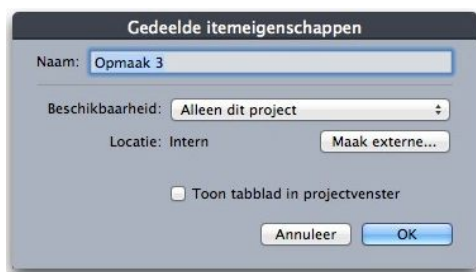 Gedeelde itemeigenschappen
Naam: Opmaak 3
Beschikbaarheid: Alleen dit project
Locatie: Intern Maak externe...
Toon tabblad in projectvenster
Annuleer OK